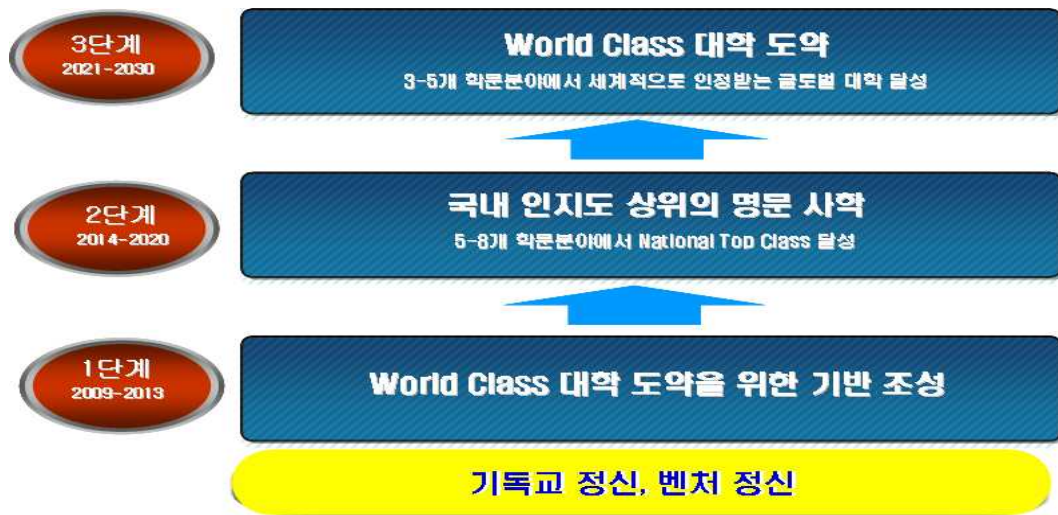 3단계
2021-2030
World Class 대학 도약
3-5개 학문분야에서 세계적으로 인정받는 글로벌 대학 달성
2단계
2014-2020
국내 인지도 상위의 명문 사학
5-8개 학문분야에서 National Top Class 달성
1단계
2009-2013
World Class 대학 도약을 위한 기반 조성
기독교 정신, 벤처 정신